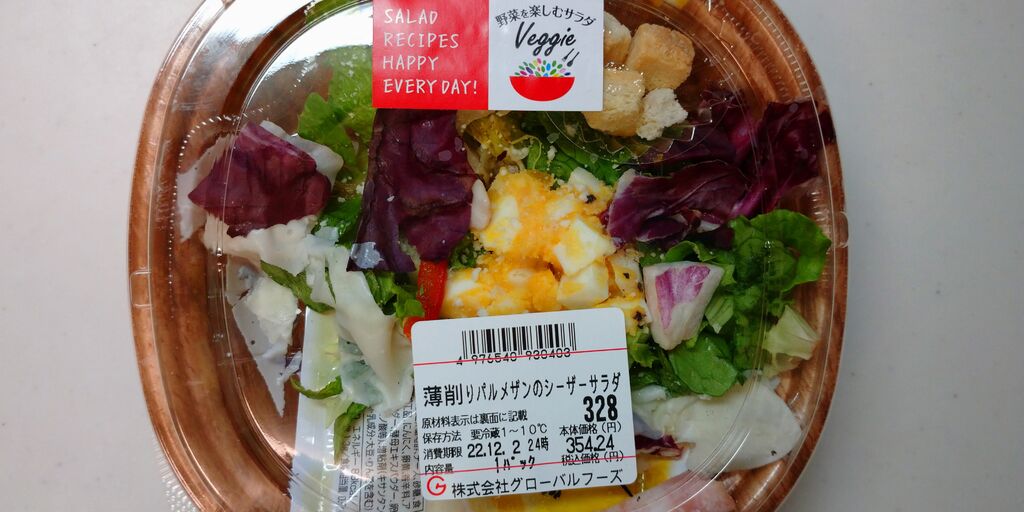 SALAD
RECIPES
HAPPY
EVERY DAY!
野菜を楽しむサラダ
Veggie
4 976540 930403
薄削りパルメザンのシーザーサラダ
原材料表示は裏面に記載 328
保存方法 要冷蔵1~10℃ 本体価格(円)
消費期限 22.12.2 24時 354.24
内容量 1パック 税込価格(円)
株式会社グローバルフーズ